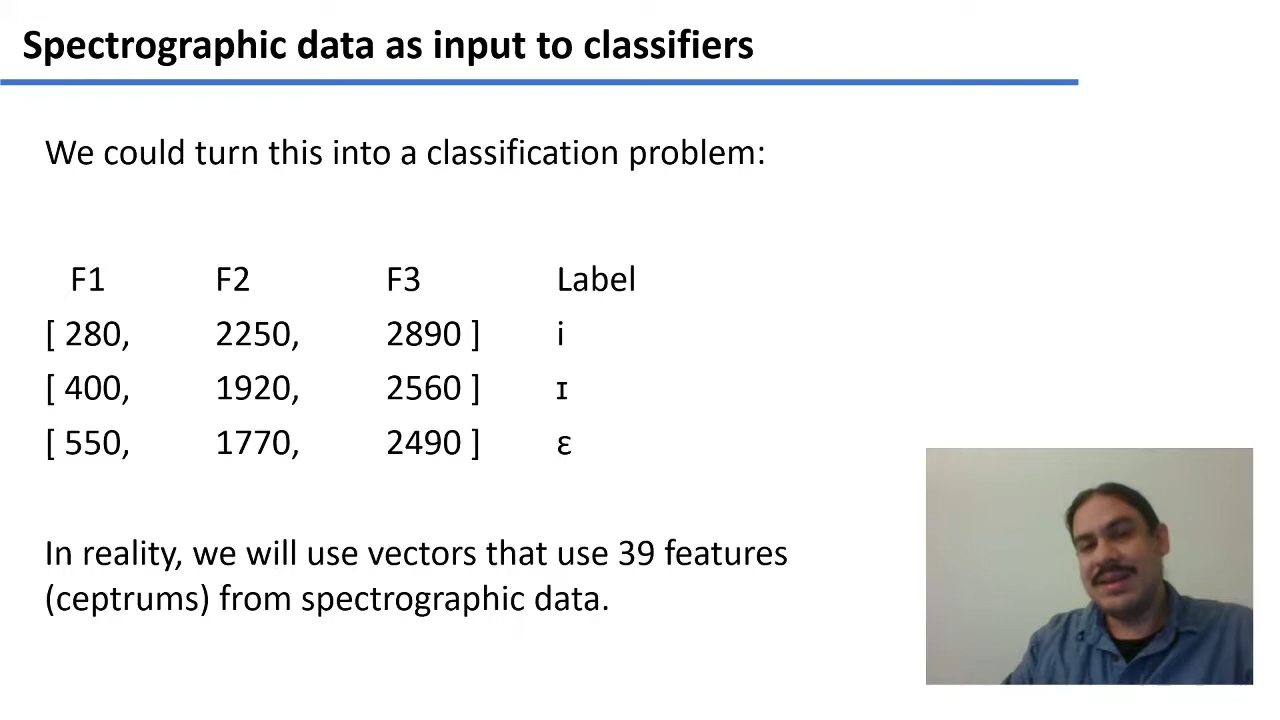 Spectrographic data as input to classifiers
We could turn this into a classification problem:
F1 F2 F3 Label
[ 280, 2250, 2890 ] i
[ 400, 1920, 2560 ] ɪ
[ 550, 1770, 2490 ] ɛ
In reality, we will use vectors that use 39 features
(ceptrums) from spectrographic data.